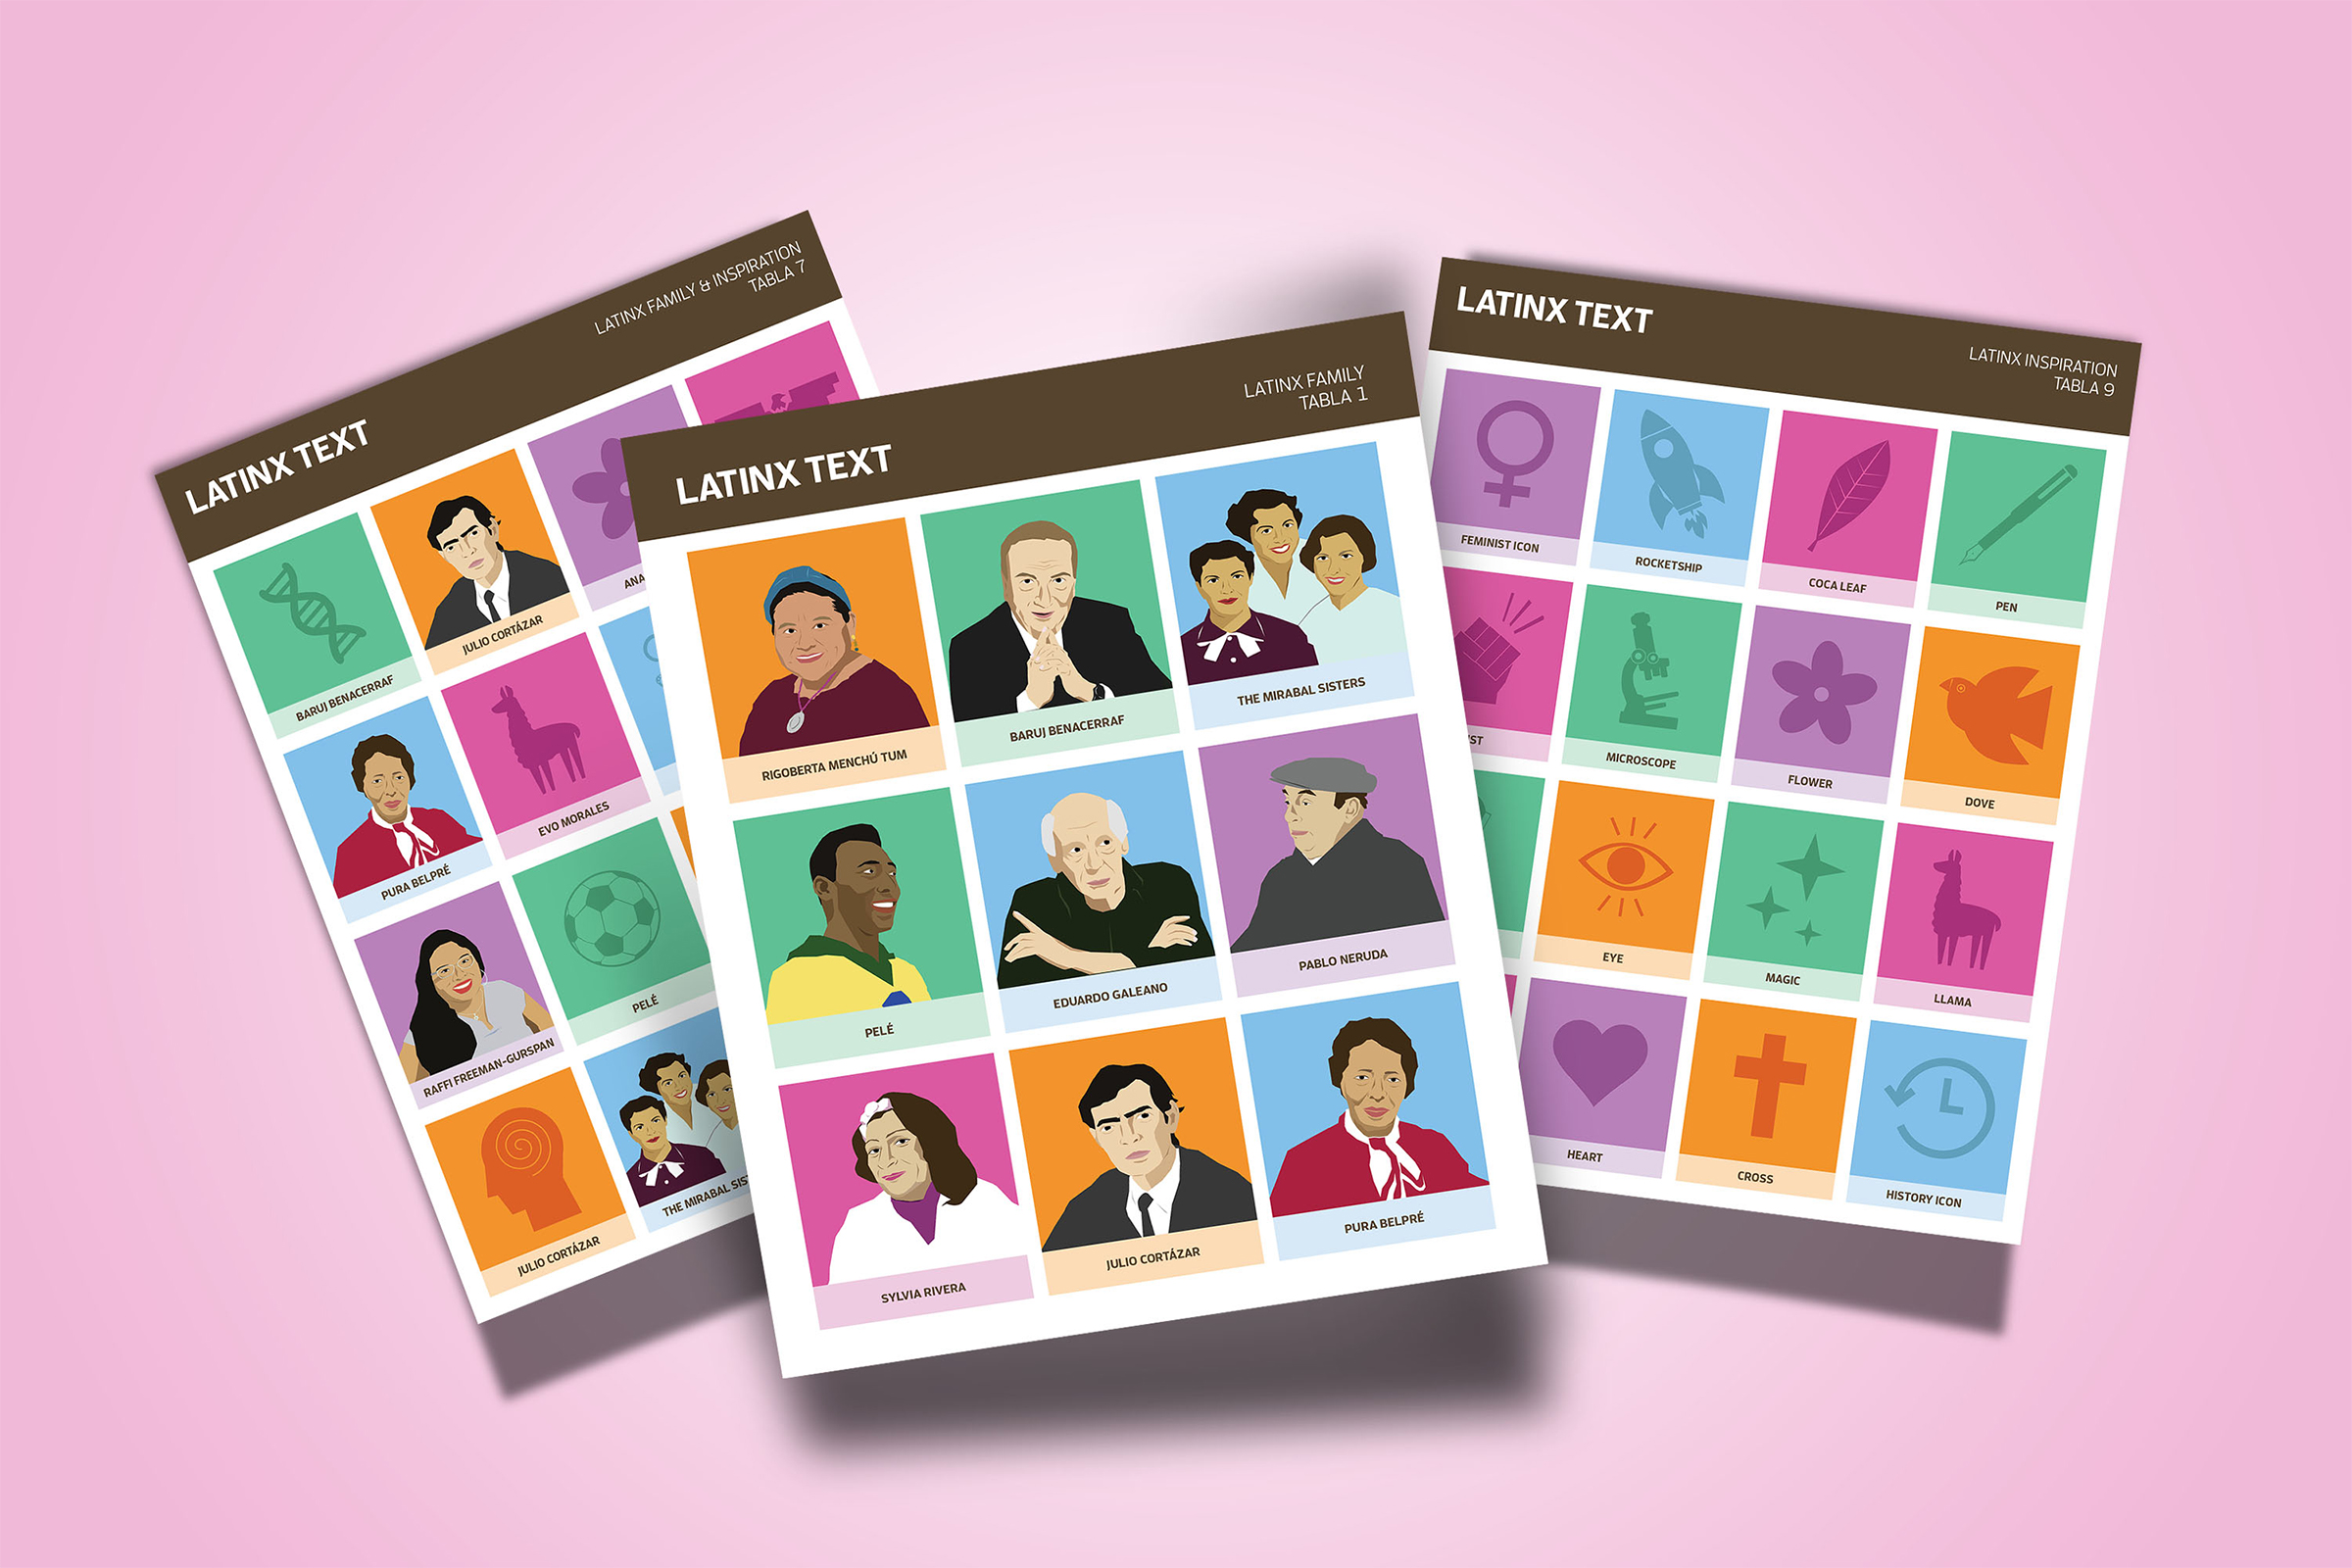 LATINX TEXT
LATINX FAMILY & INSPIRATION
TABLA 7
BARUJ BENACERRAF
JULIO CORTÁZAR
PURA BELPRÉ
EVO MORALES
RAFFI FREEMAN-GURSPAN
PELÉ
JULIO CORTÁZAR
THE MIRABAL
LATINX TEXT
LATINX FAMILY
TABLA 1
RIGOBERTA MENCHÚ TUM
BARUJ BENACERRAF
THE MIRABAL SISTERS
PELÉ
EDUARDO GALEANO
PABLO NERUDA
SYLVIA RIVERA
JULIO CORTÁZAR
PURA BELPRÉ
LATINX TEXT
LATINX INSPIRATION
TABLA 9
FEMINIST ICON
ROCKETSHIP
COCA LEAF
PEN
MICROSCOPE
FLOWER
DOVE
EYE
MAGIC
LLAMA
HEART
CROSS
HISTORY ICON